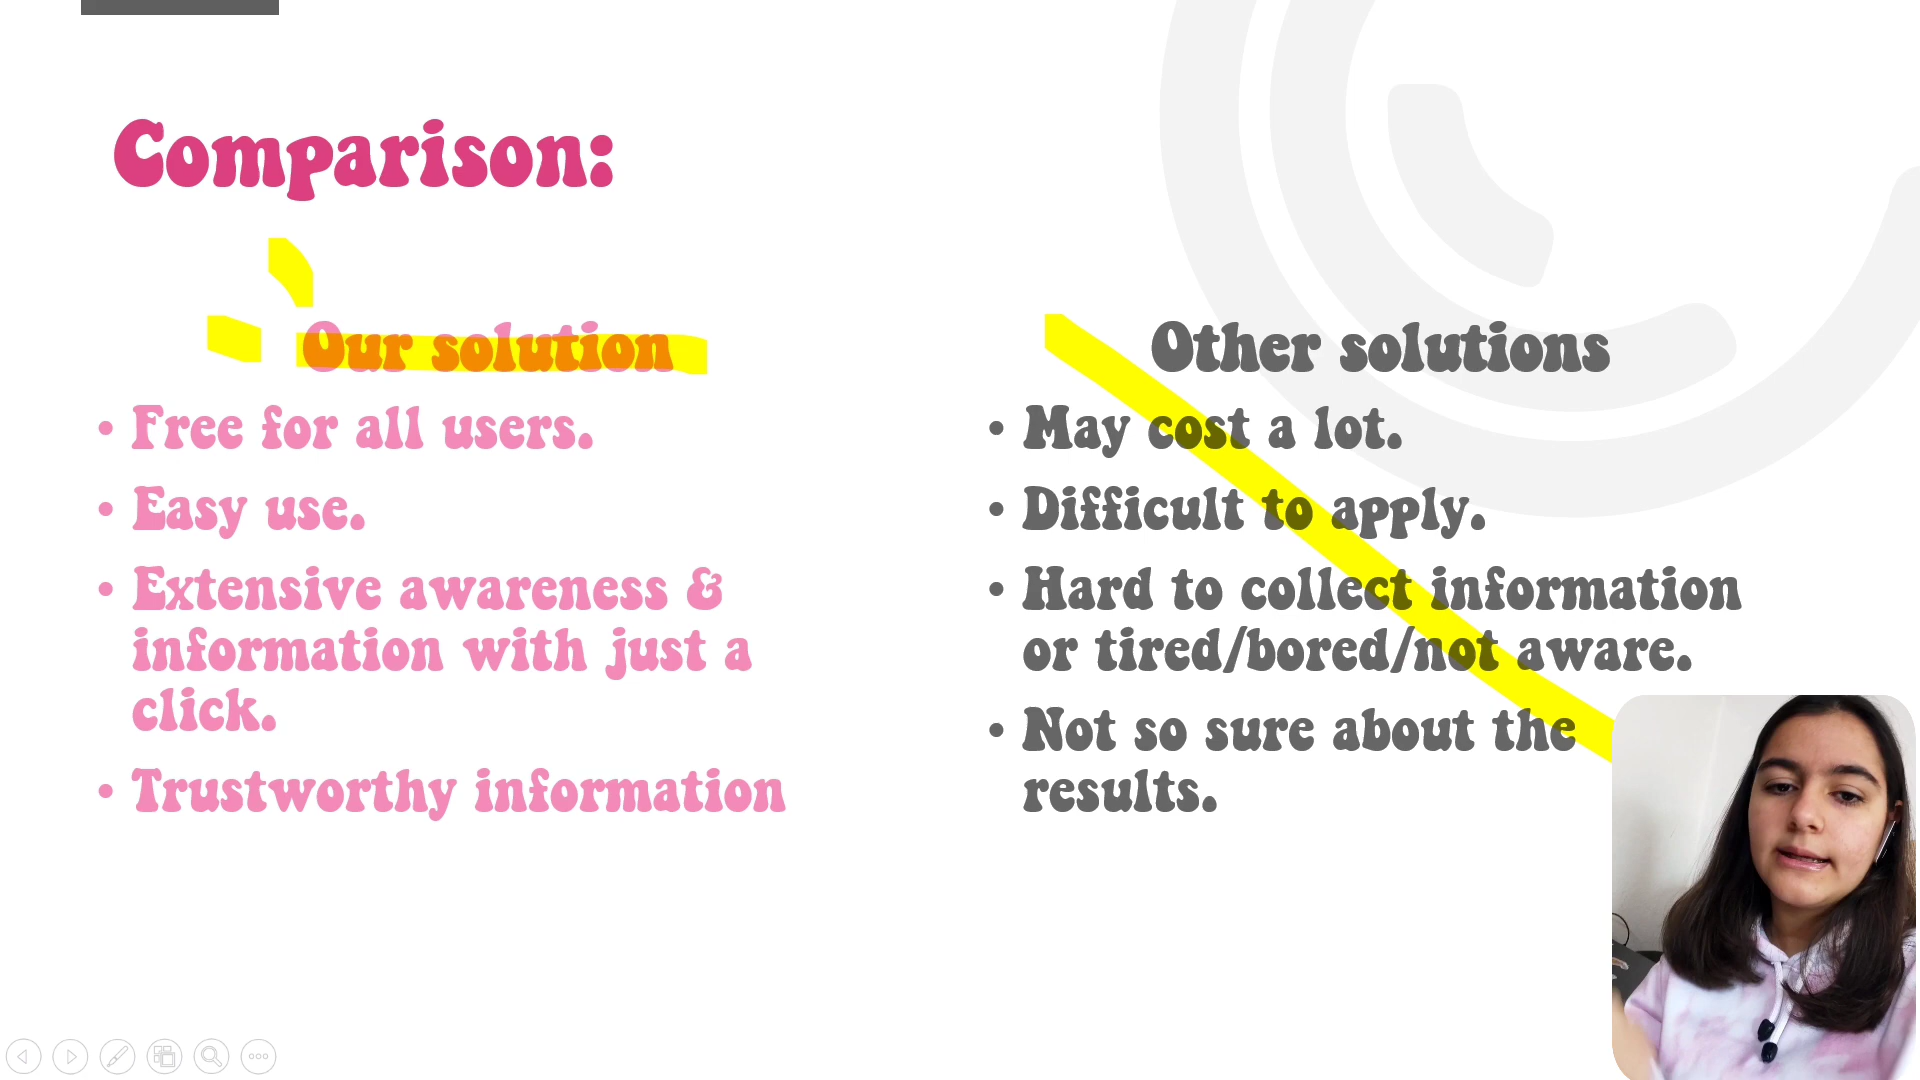 Comparison:
Our solution
• Free for all users.
• Easy use.
• Extensive awareness &
information with just a
click.
• Trustworthy information
Other solutions
• May cost a lot.
• Difficult to apply.
• Hard to collect information
or tired/bored/not aware.
• Not so sure about the
results.